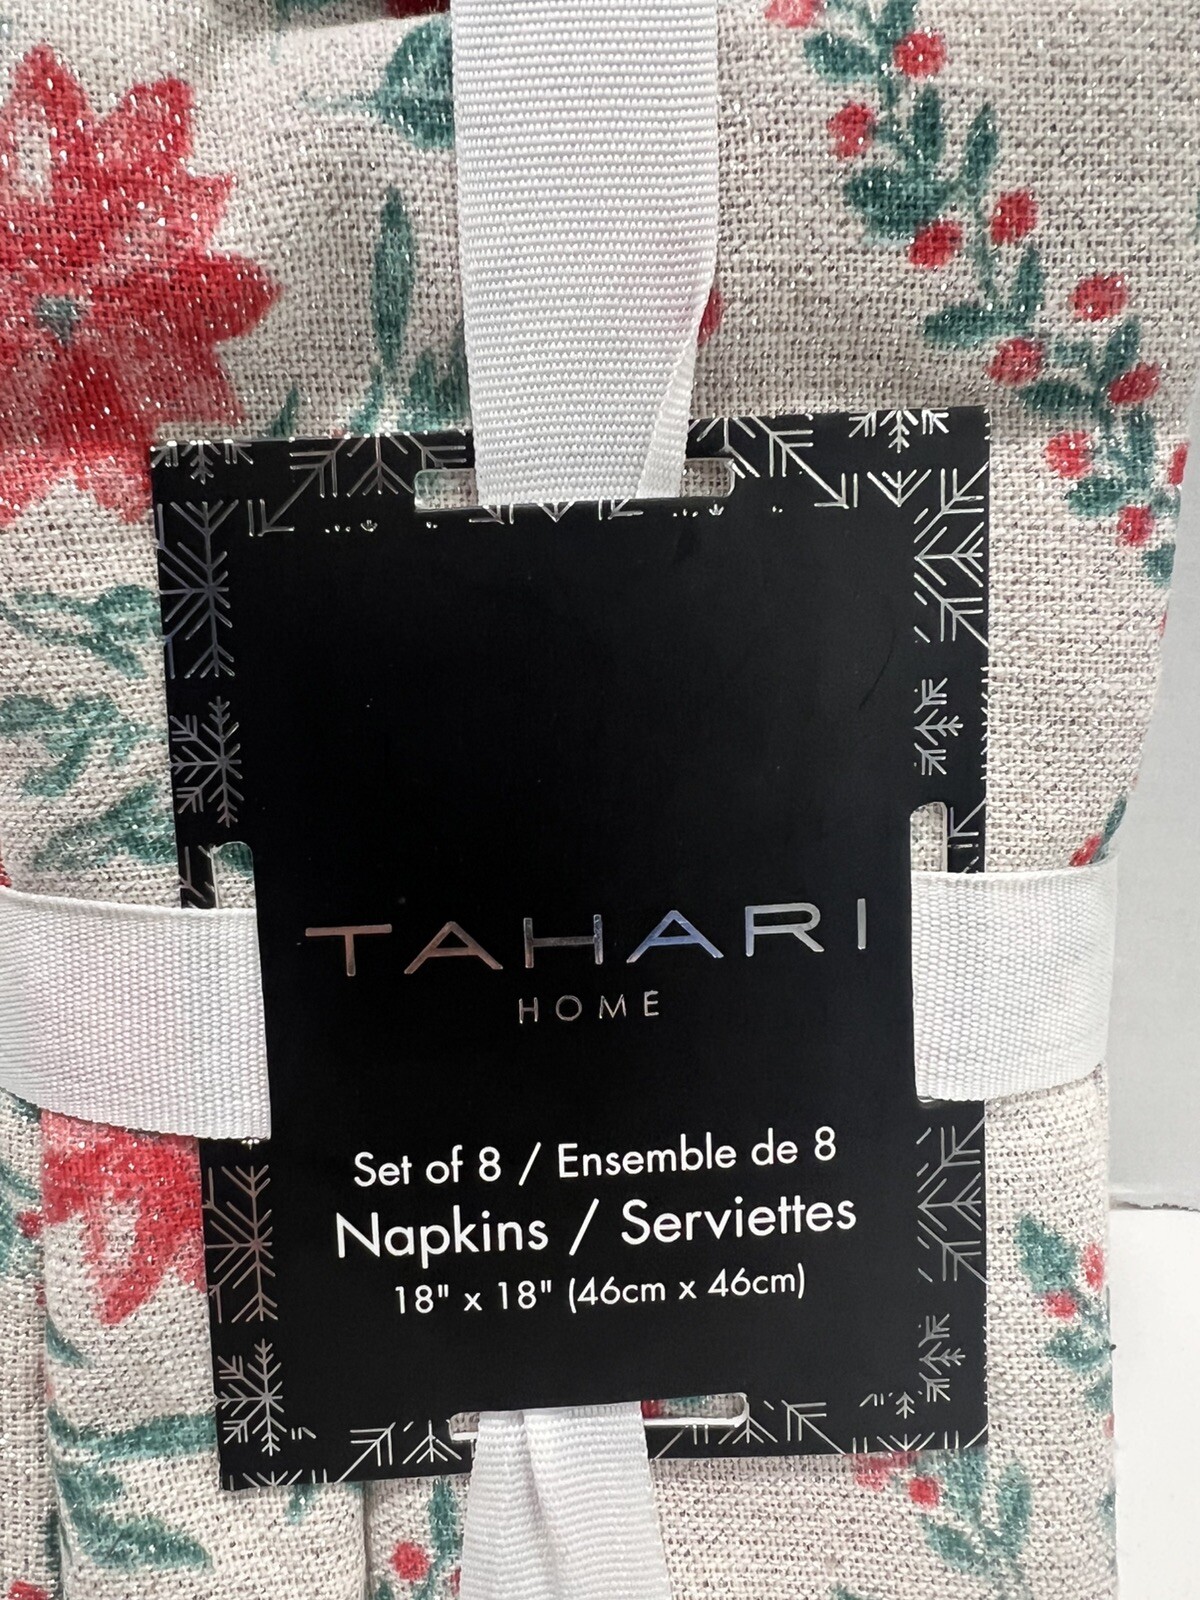 TAHARI
HOME
Set of 8 / Ensemble de 8
Napkins / Serviettes
18" x 18" (46cm x 46cm)